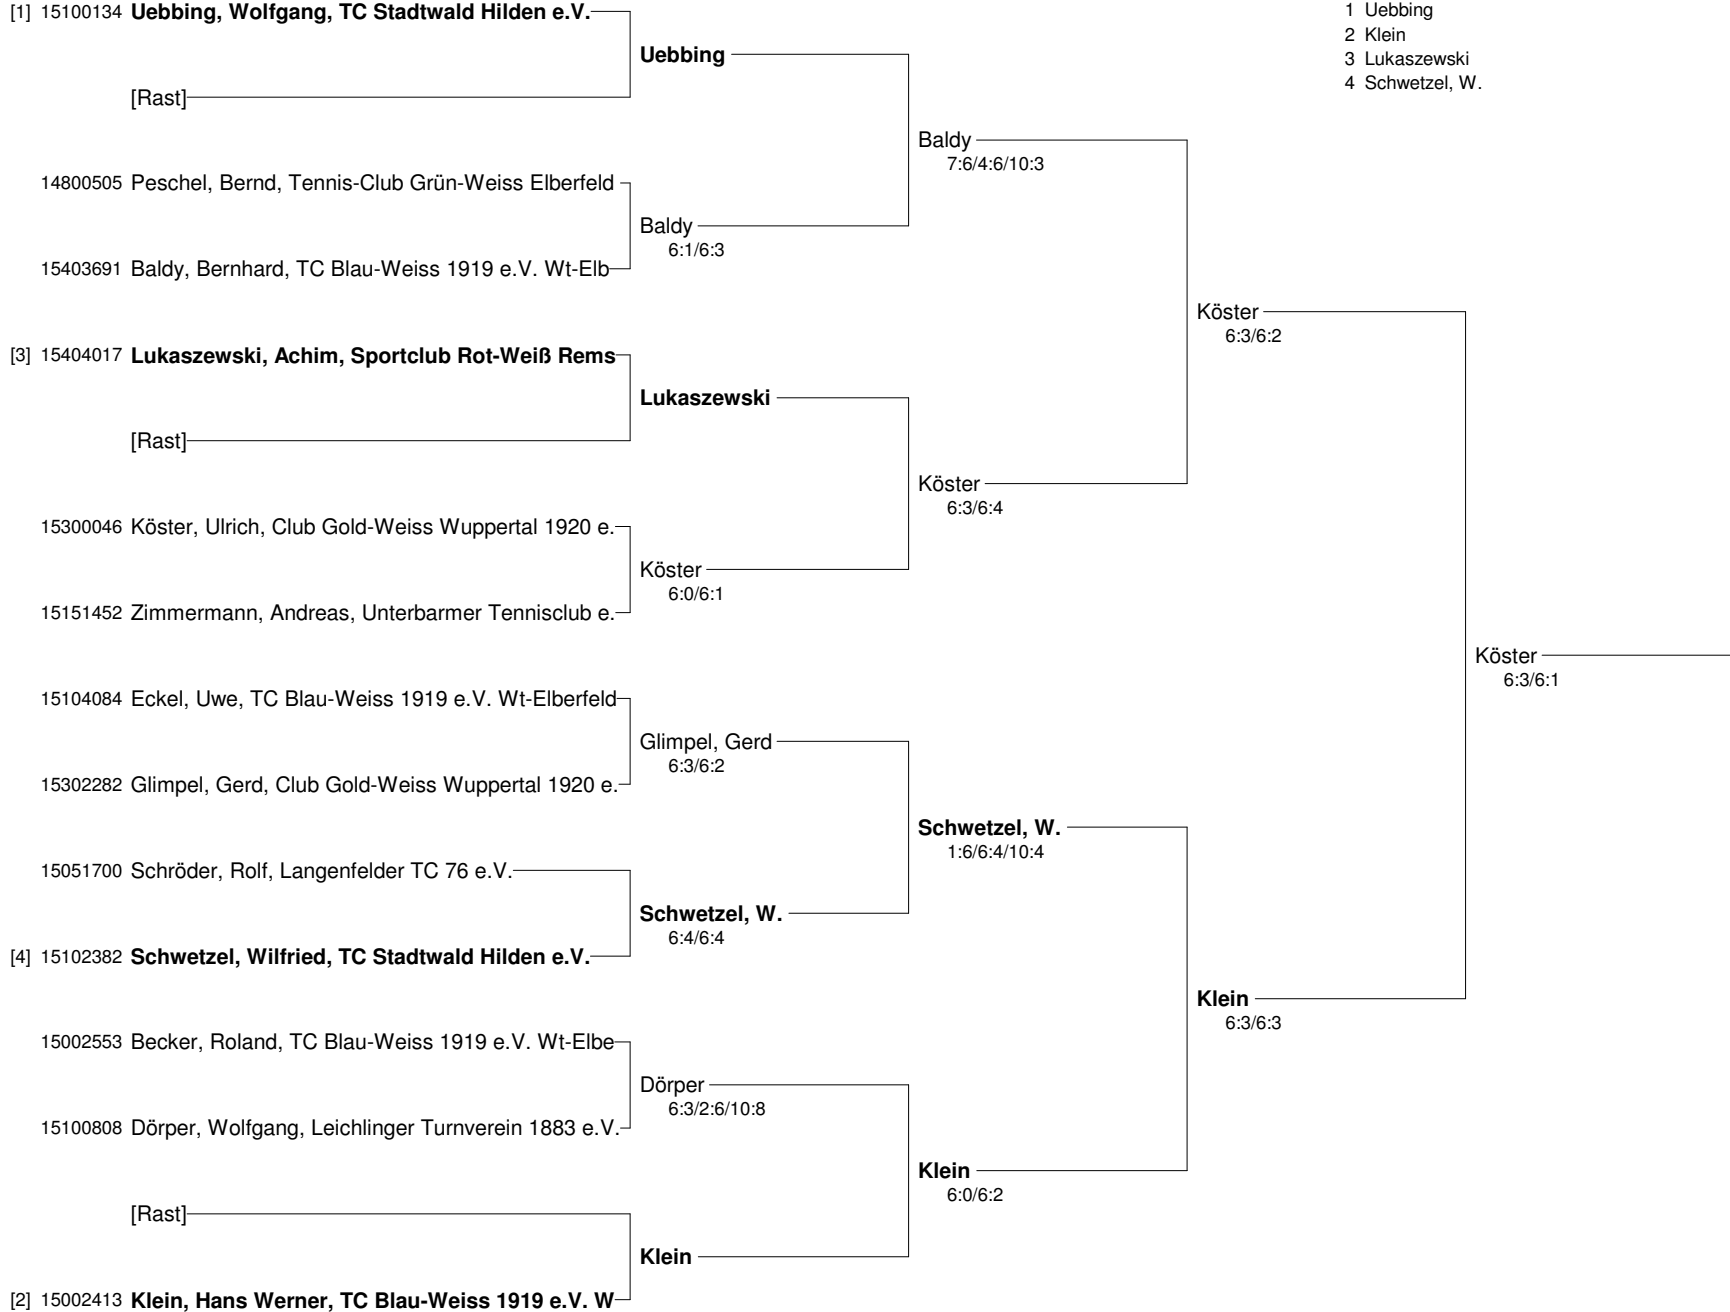 [1] 15100134 Uebbing, Wolfgang, TC Stadtwald Hilden e.V.
1 Uebbing
2 Klein
3 Lukaszewski
4 Schwetzel, W.
Uebbing
[Rast]
Baldy
7:6/4:6/10:3
14800505 Peschel, Bernd, Tennis-Club Grün-Weiss Elberfeld
Baldy
6:1/6:3
15403691 Baldy, Bernhard, TC Blau-Weiss 1919 e.V. Wt-Elb
Köster
6:3/6:2
[3] 15404017 Lukaszewski, Achim, Sportclub Rot-Weiß Rems
Lukaszewski
[Rast]
Köster
6:3/6:4
15300046 Köster, Ulrich, Club Gold-Weiss Wuppertal 1920 e.
Köster
6:0/6:1
15151452 Zimmermann, Andreas, Unterbarmer Tennisclub e.
Köster
6:3/6:1
15104084 Eckel, Uwe, TC Blau-Weiss 1919 e.V. Wt-Elberfeld
Glimpel, Gerd
6:3/6:2
15302282 Glimpel, Gerd, Club Gold-Weiss Wuppertal 1920 e.
Schwetzel, W.
1:6/6:4/10:4
15051700 Schröder, Rolf, Langenfelder TC 76 e.V.
Schwetzel, W.
6:4/6:4
[4] 15102382 Schwetzel, Wilfried, TC Stadtwald Hilden e.V.
Klein
6:3/6:3
15002553 Becker, Roland, TC Blau-Weiss 1919 e.V. Wt-Elbe
Dörper
6:3/2:6/10:8
15100808 Dörper, Wolfgang, Leichlinger Turnverein 1883 e.V.
Klein
6:0/6:2
[Rast]
Klein
[2] 15002413 Klein, Hans Werner, TC Blau-Weiss 1919 e.V. W